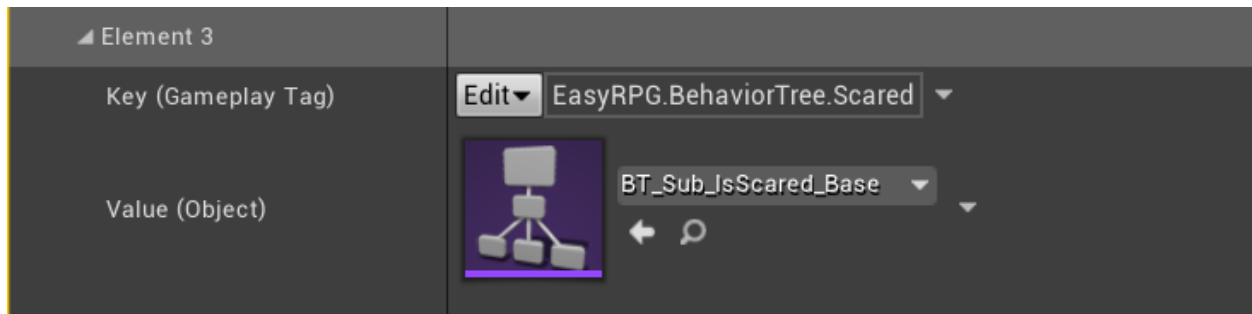 Element 3
Key (Gameplay Tag) Edit EasyRPG.BehaviorTree.Scared
Value (Object) BT_Sub_IsScared_Base